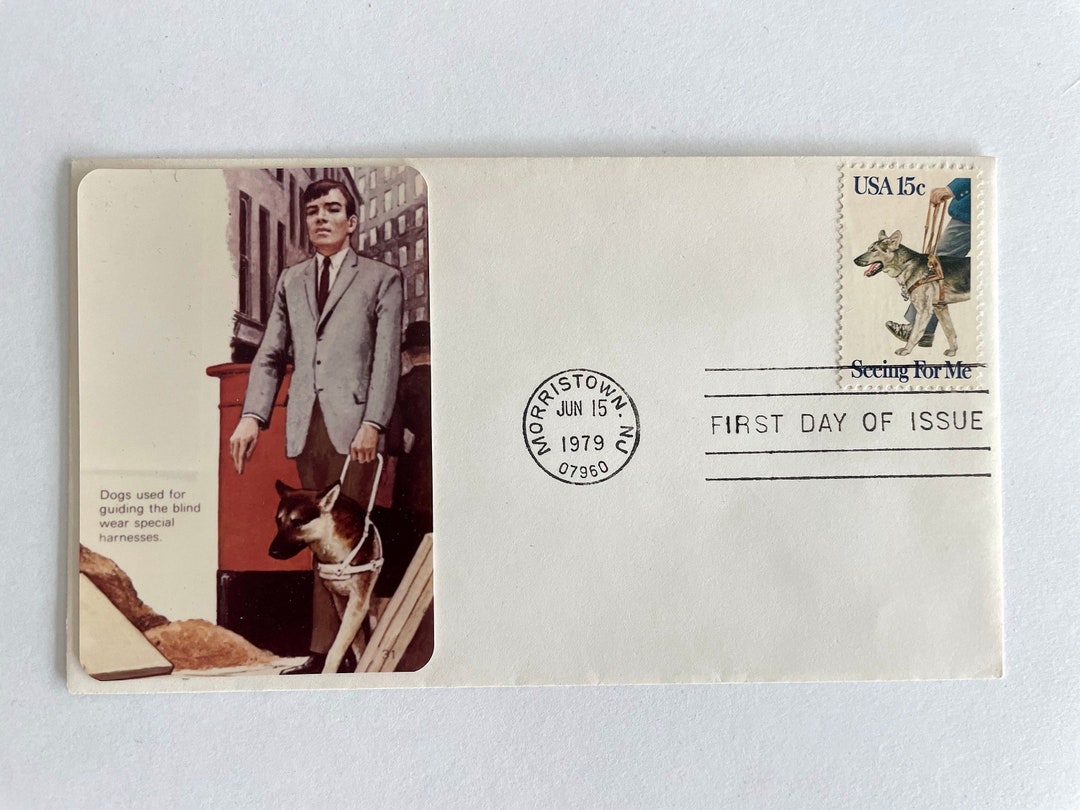 USA 15c
Seeing For Me
MORRISTOWN. NJ
JUN 15
1979
07960
FIRST DAY OF ISSUE
Dogs used for
guiding the blind
wear special
harnesses.
31